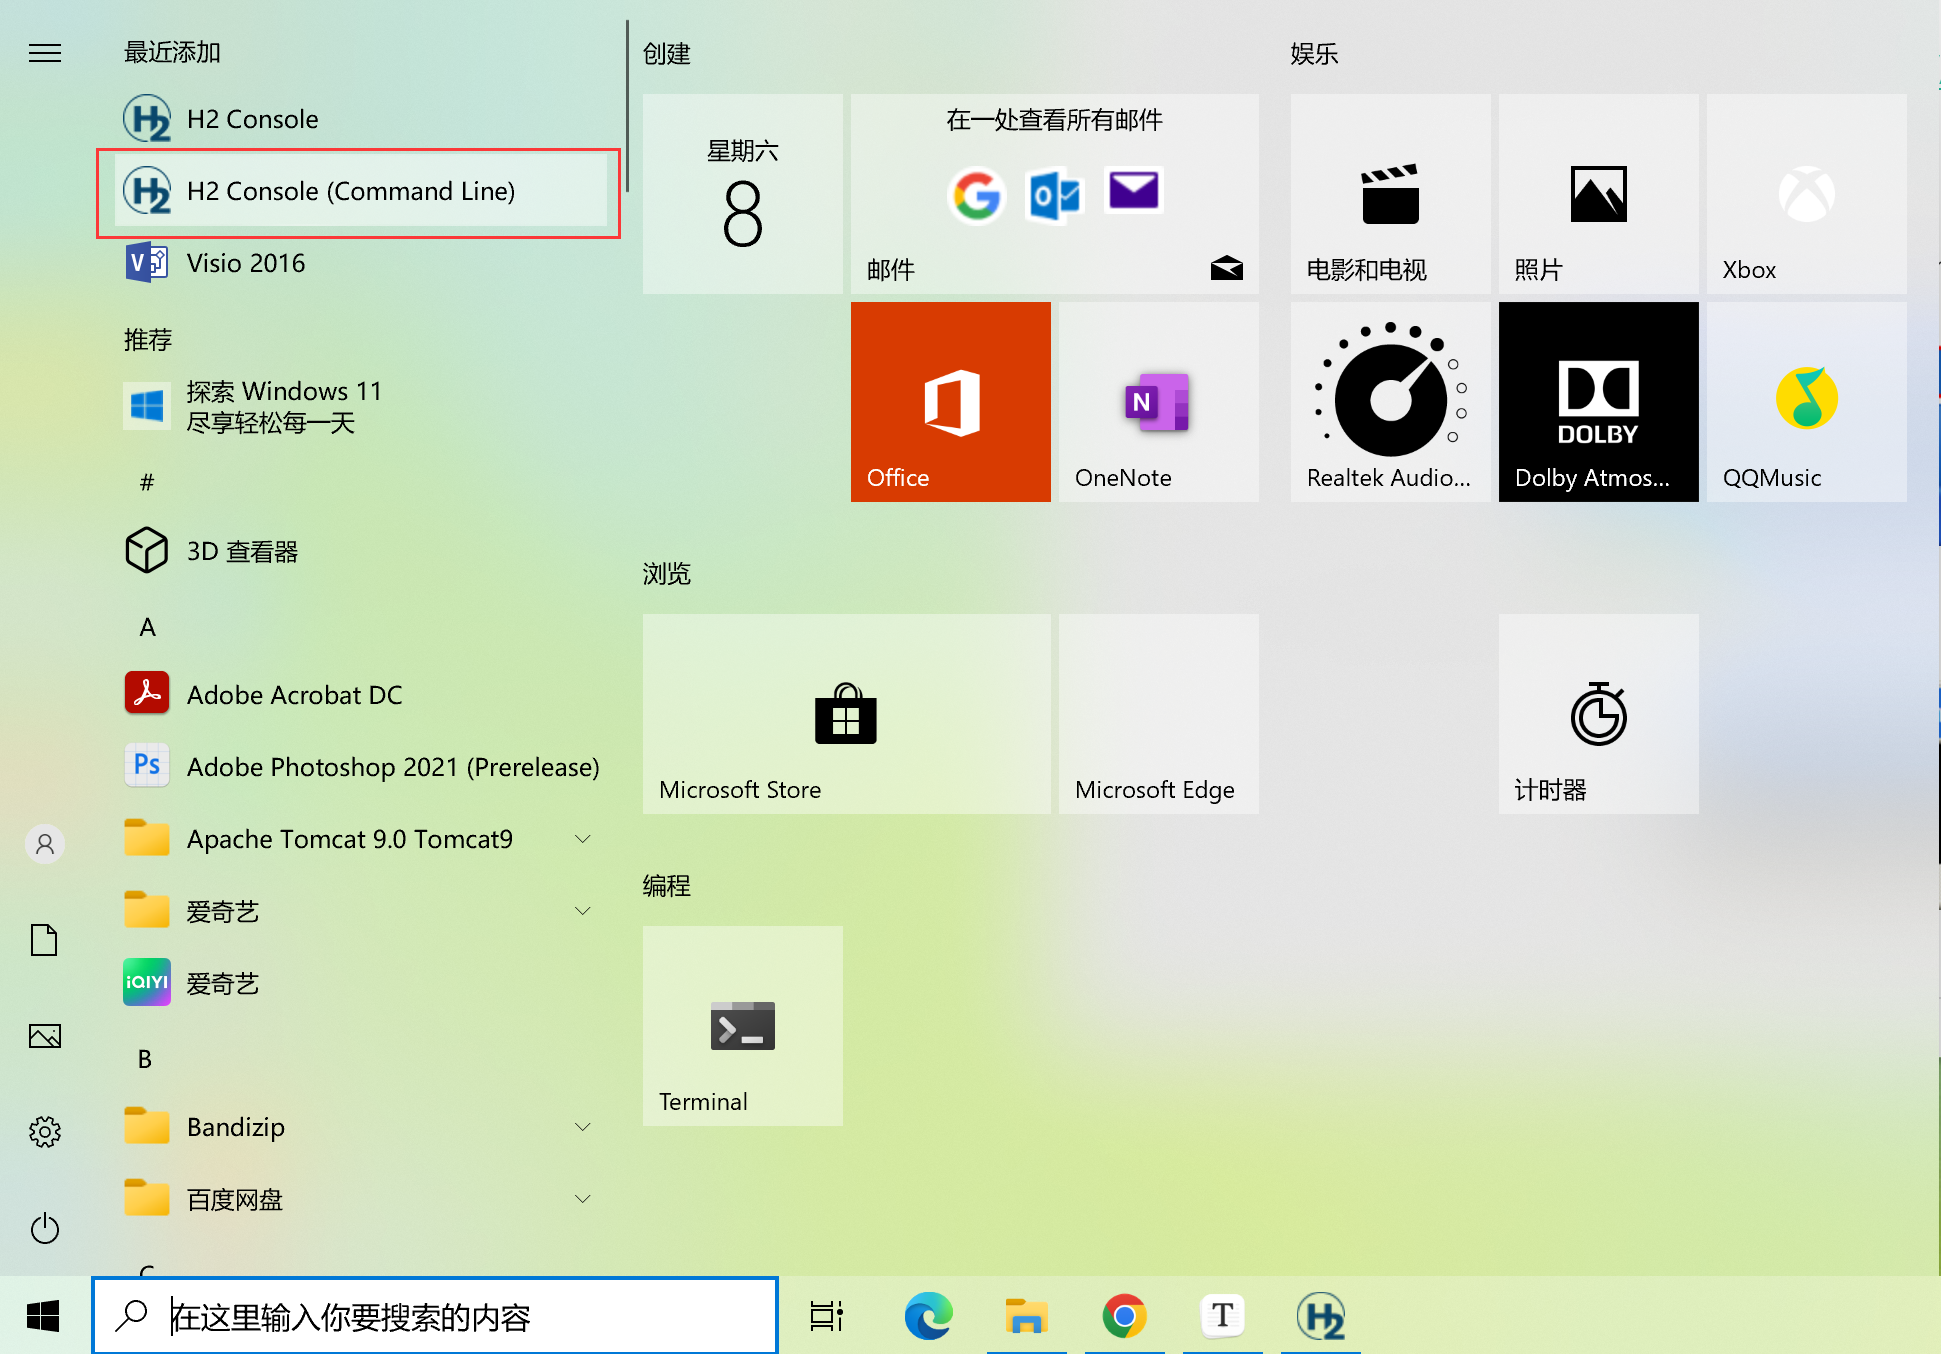 最近添加
H2 Console
H2 Console (Command Line)
Visio 2016
推荐
探索 Windows 11
尽享轻松每一天
#
3D 查看器
A
Adobe Acrobat DC
Ps
Adobe Photoshop 2021 (Prerelease)
Apache Tomcat 9.0 Tomcat9
爱奇艺
iQIYI
爱奇艺
B
Bandizip
百度网盘
C
创建
星期六
8
在一处查看所有邮件
邮件
Office
N
OneNote
娱乐
电影和电视
照片
Xbox
Realtek Audio...
DOLBY
Dolby Atmos...
QQMusic
浏览
Microsoft Store
Microsoft Edge
计时器
编程
Terminal
在这里输入你要搜索的内容
T
H2